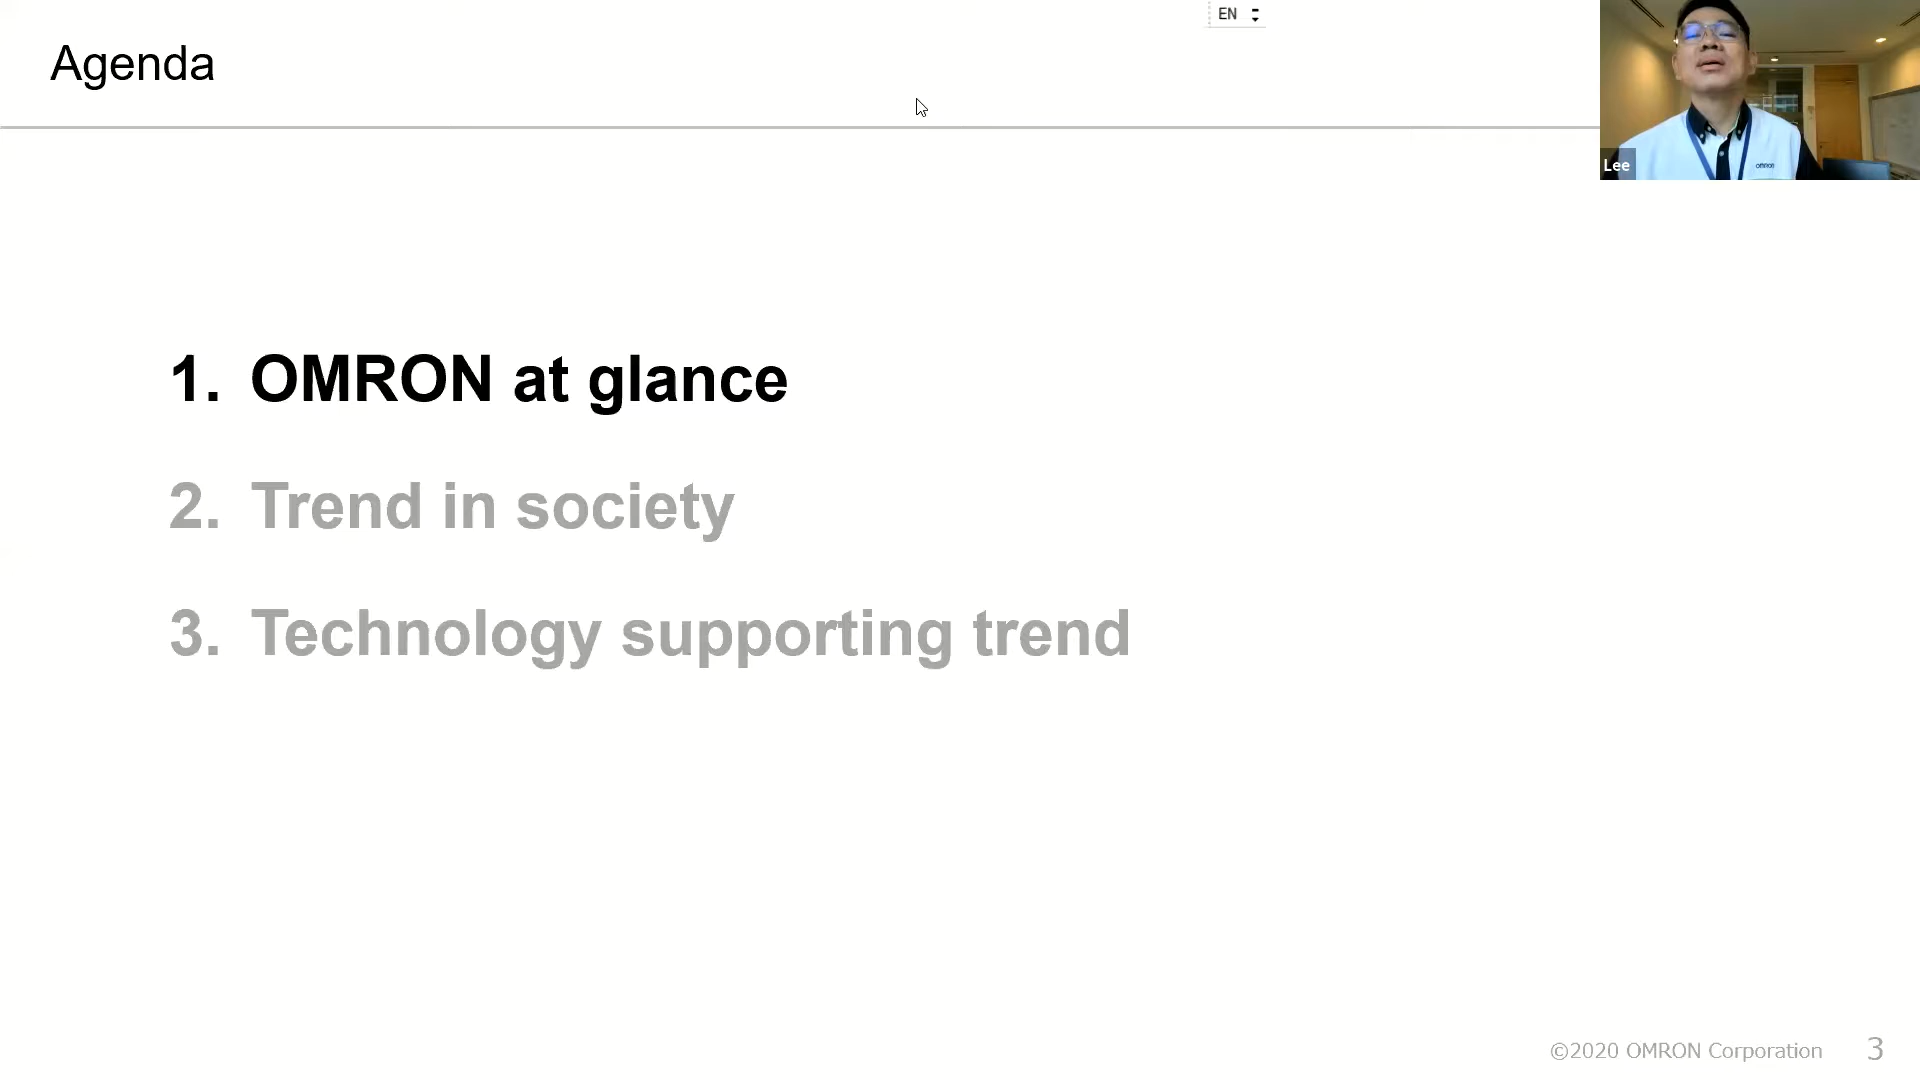 Agenda
EN
Lee
omron
1. OMRON at glance
2. Trend in society
3. Technology supporting trend
©2020 OMRON Corporation 3